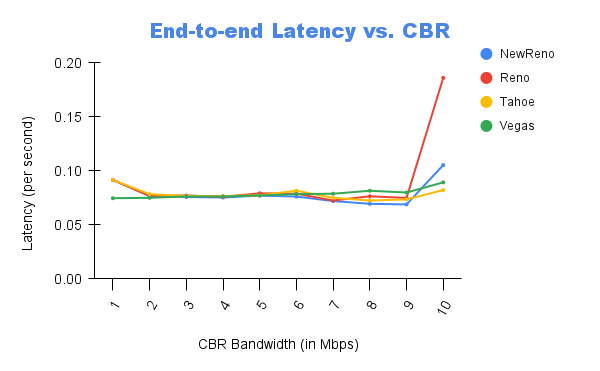 End-to-end Latency vs. CBR
NewReno
Reno
Tahoe
Vegas
Latency (per second)
0.20
0.15
0.10
0.05
0.00
1 2 3 4 5 6 7 8 9 10
CBR Bandwidth (in Mbps)